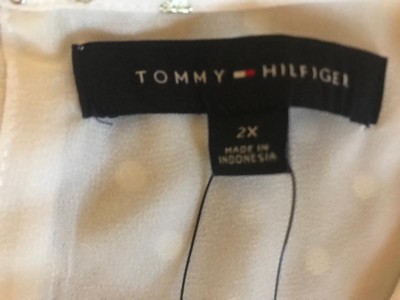 TOMMY HILFIGER
2X
MADE IN
INDONESIA